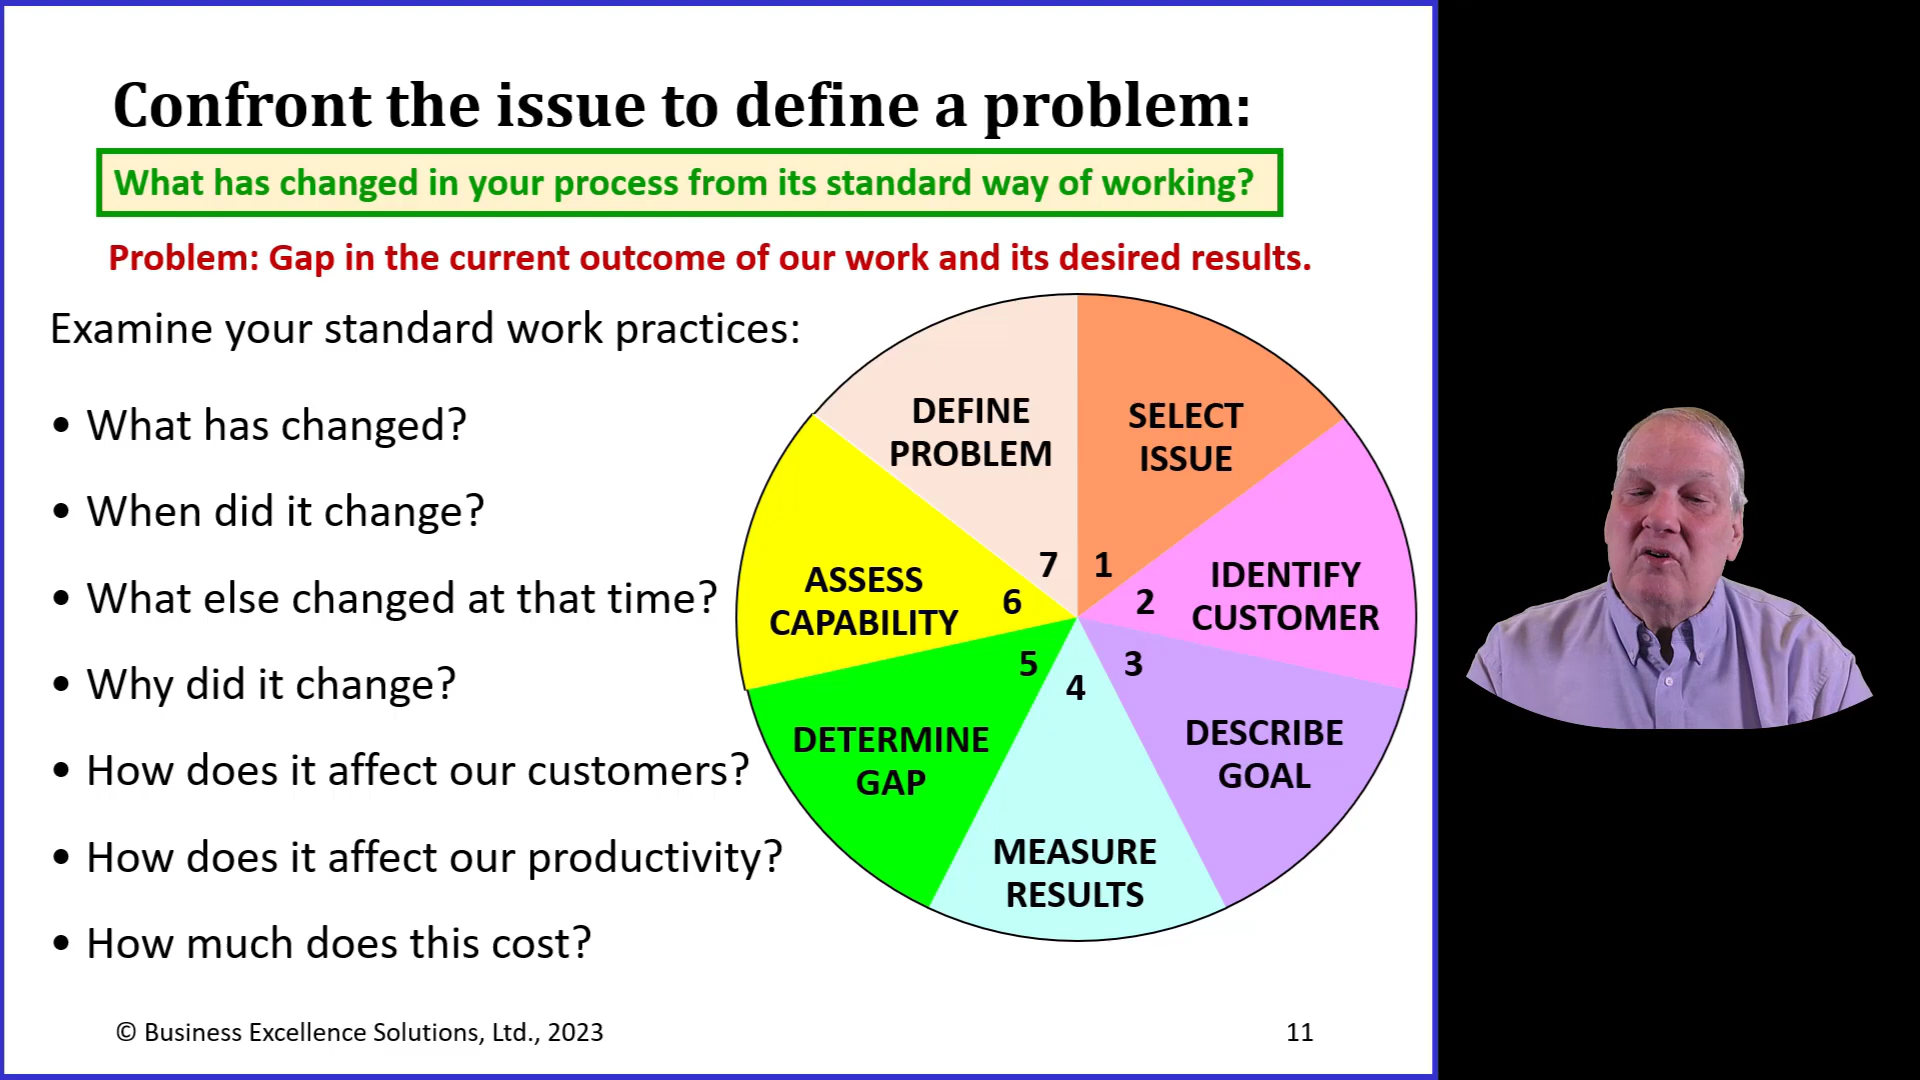 Confront the issue to define a problem:
What has changed in your process from its standard way of working?
Problem: Gap in the current outcome of our work and its desired results.
Examine your standard work practices:
• What has changed?
• When did it change?
• What else changed at that time?
• Why did it change?
• How does it affect our customers?
• How does it affect our productivity?
• How much does this cost?
DEFINE
PROBLEM
7
SELECT
ISSUE
1
IDENTIFY
CUSTOMER
2
DESCRIBE
GOAL
3
MEASURE
RESULTS
4
DETERMINE
GAP
5
ASSESS
CAPABILITY
6
© Business Excellence Solutions, Ltd., 2023
11